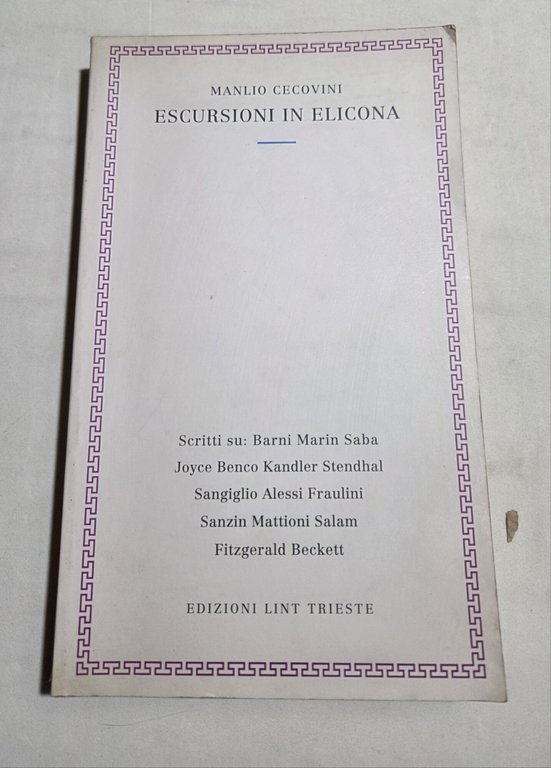 MANLIO CECOVINI
ESCURSIONI IN ELICONA
Scritti su: Barni Marin Saba
Joyce Benco Kandler Stendhal
Sangiglio Alessi Fraulini
Sanzin Mattioni Salam
Fitzgerald Beckett
EDIZIONI LINT TRIESTE